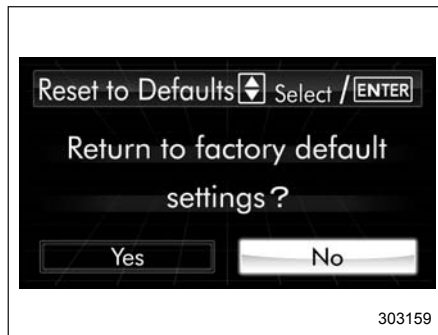 Reset to Defaults Select / ENTER
Return to factory default
settings?
Yes No
303159